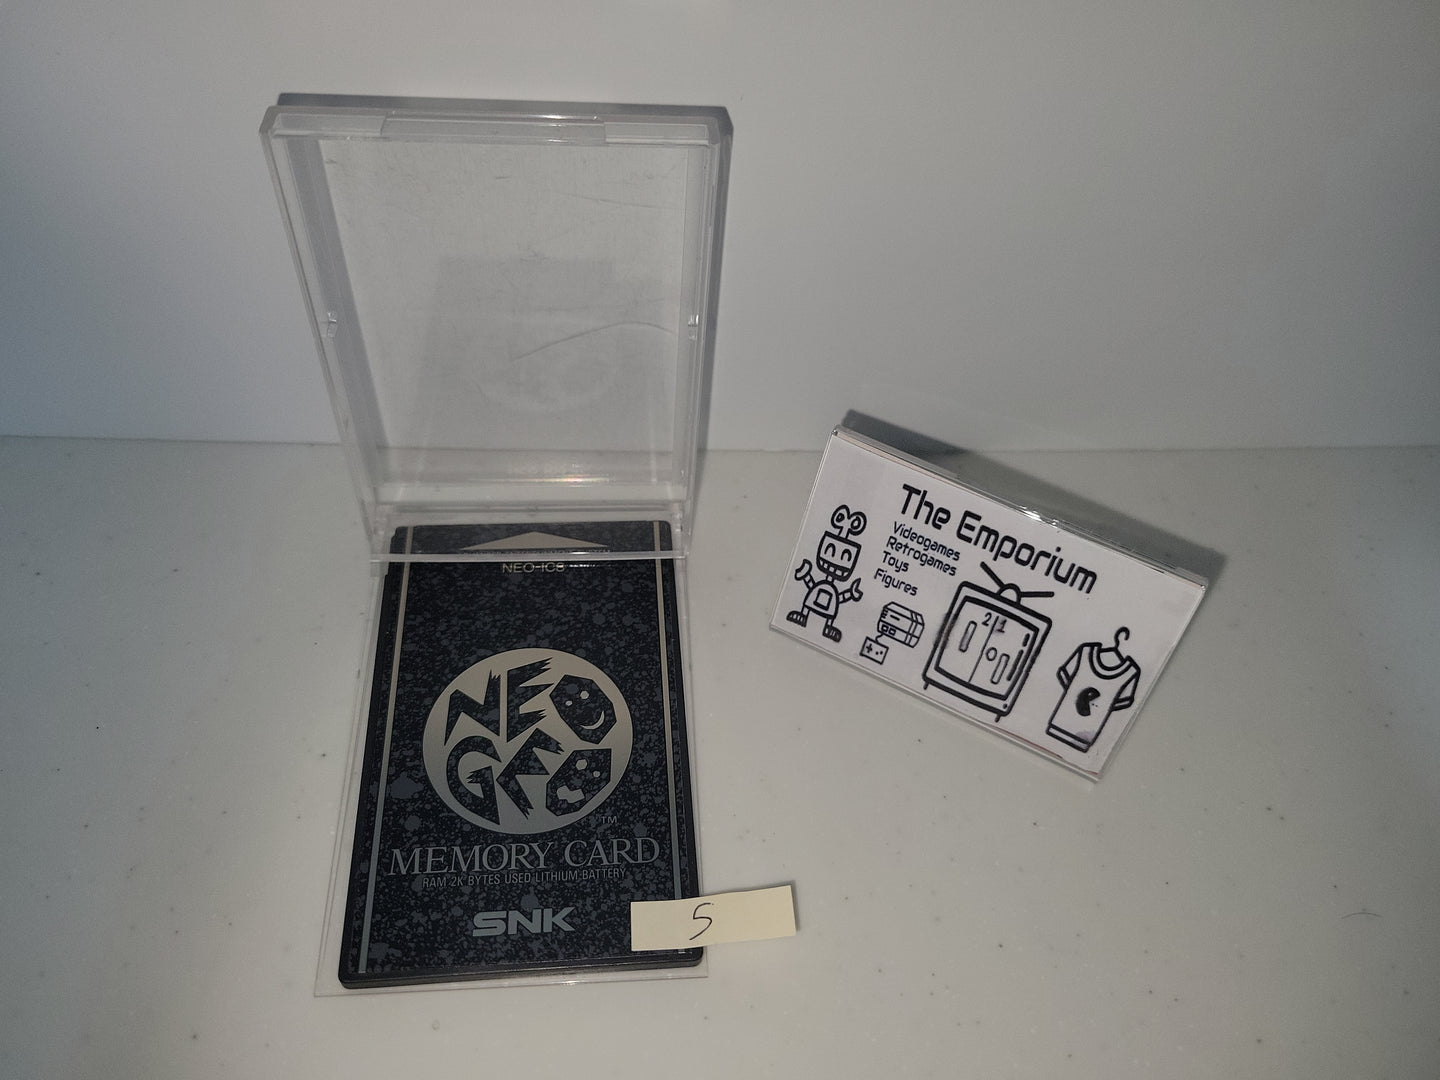 NEO-IC8
NEO
GEO
TM
MEMORY CARD
RAM 2K BYTES USED LITHIUM BATTERY
SNK
5
The Emporium
Videogames
Retrogames
Toys
Figures
2 1